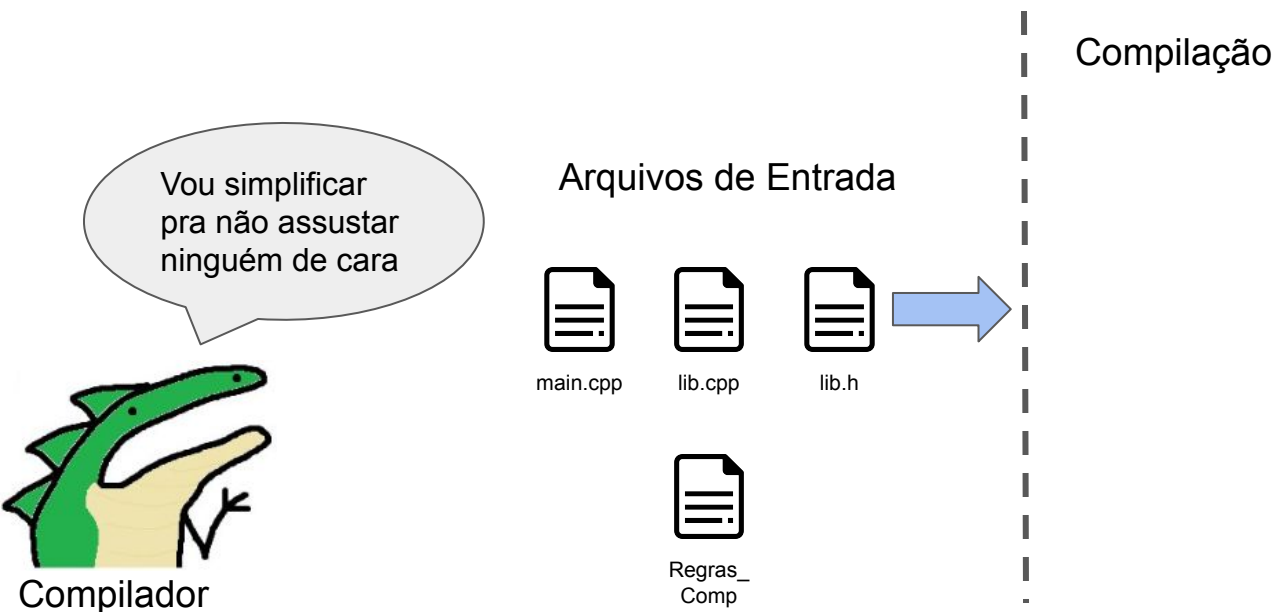 Compilação
Vou simplificar
pra não assustar
ninguém de cara
Arquivos de Entrada
main.cpp
lib.cpp
lib.h
Regras_
Comp
Compilador